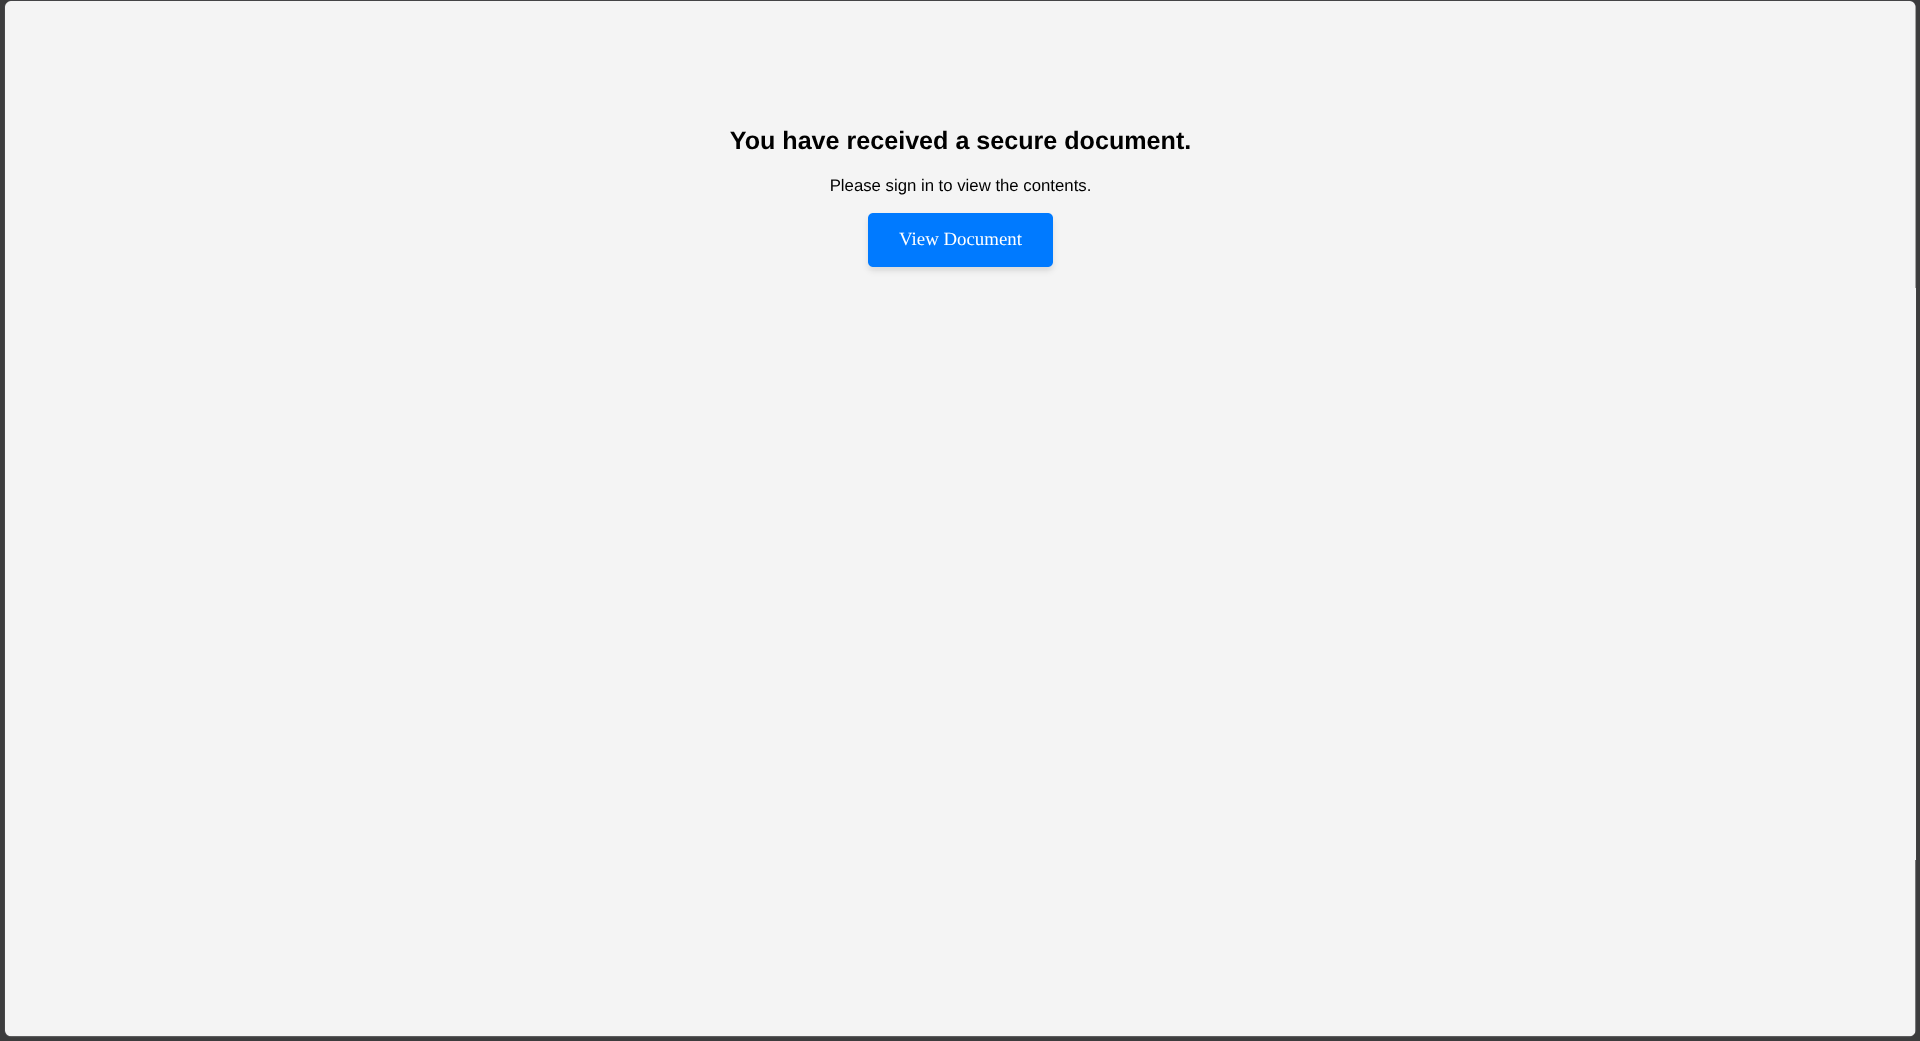 You have received a secure document.
Please sign in to view the contents.
View Document